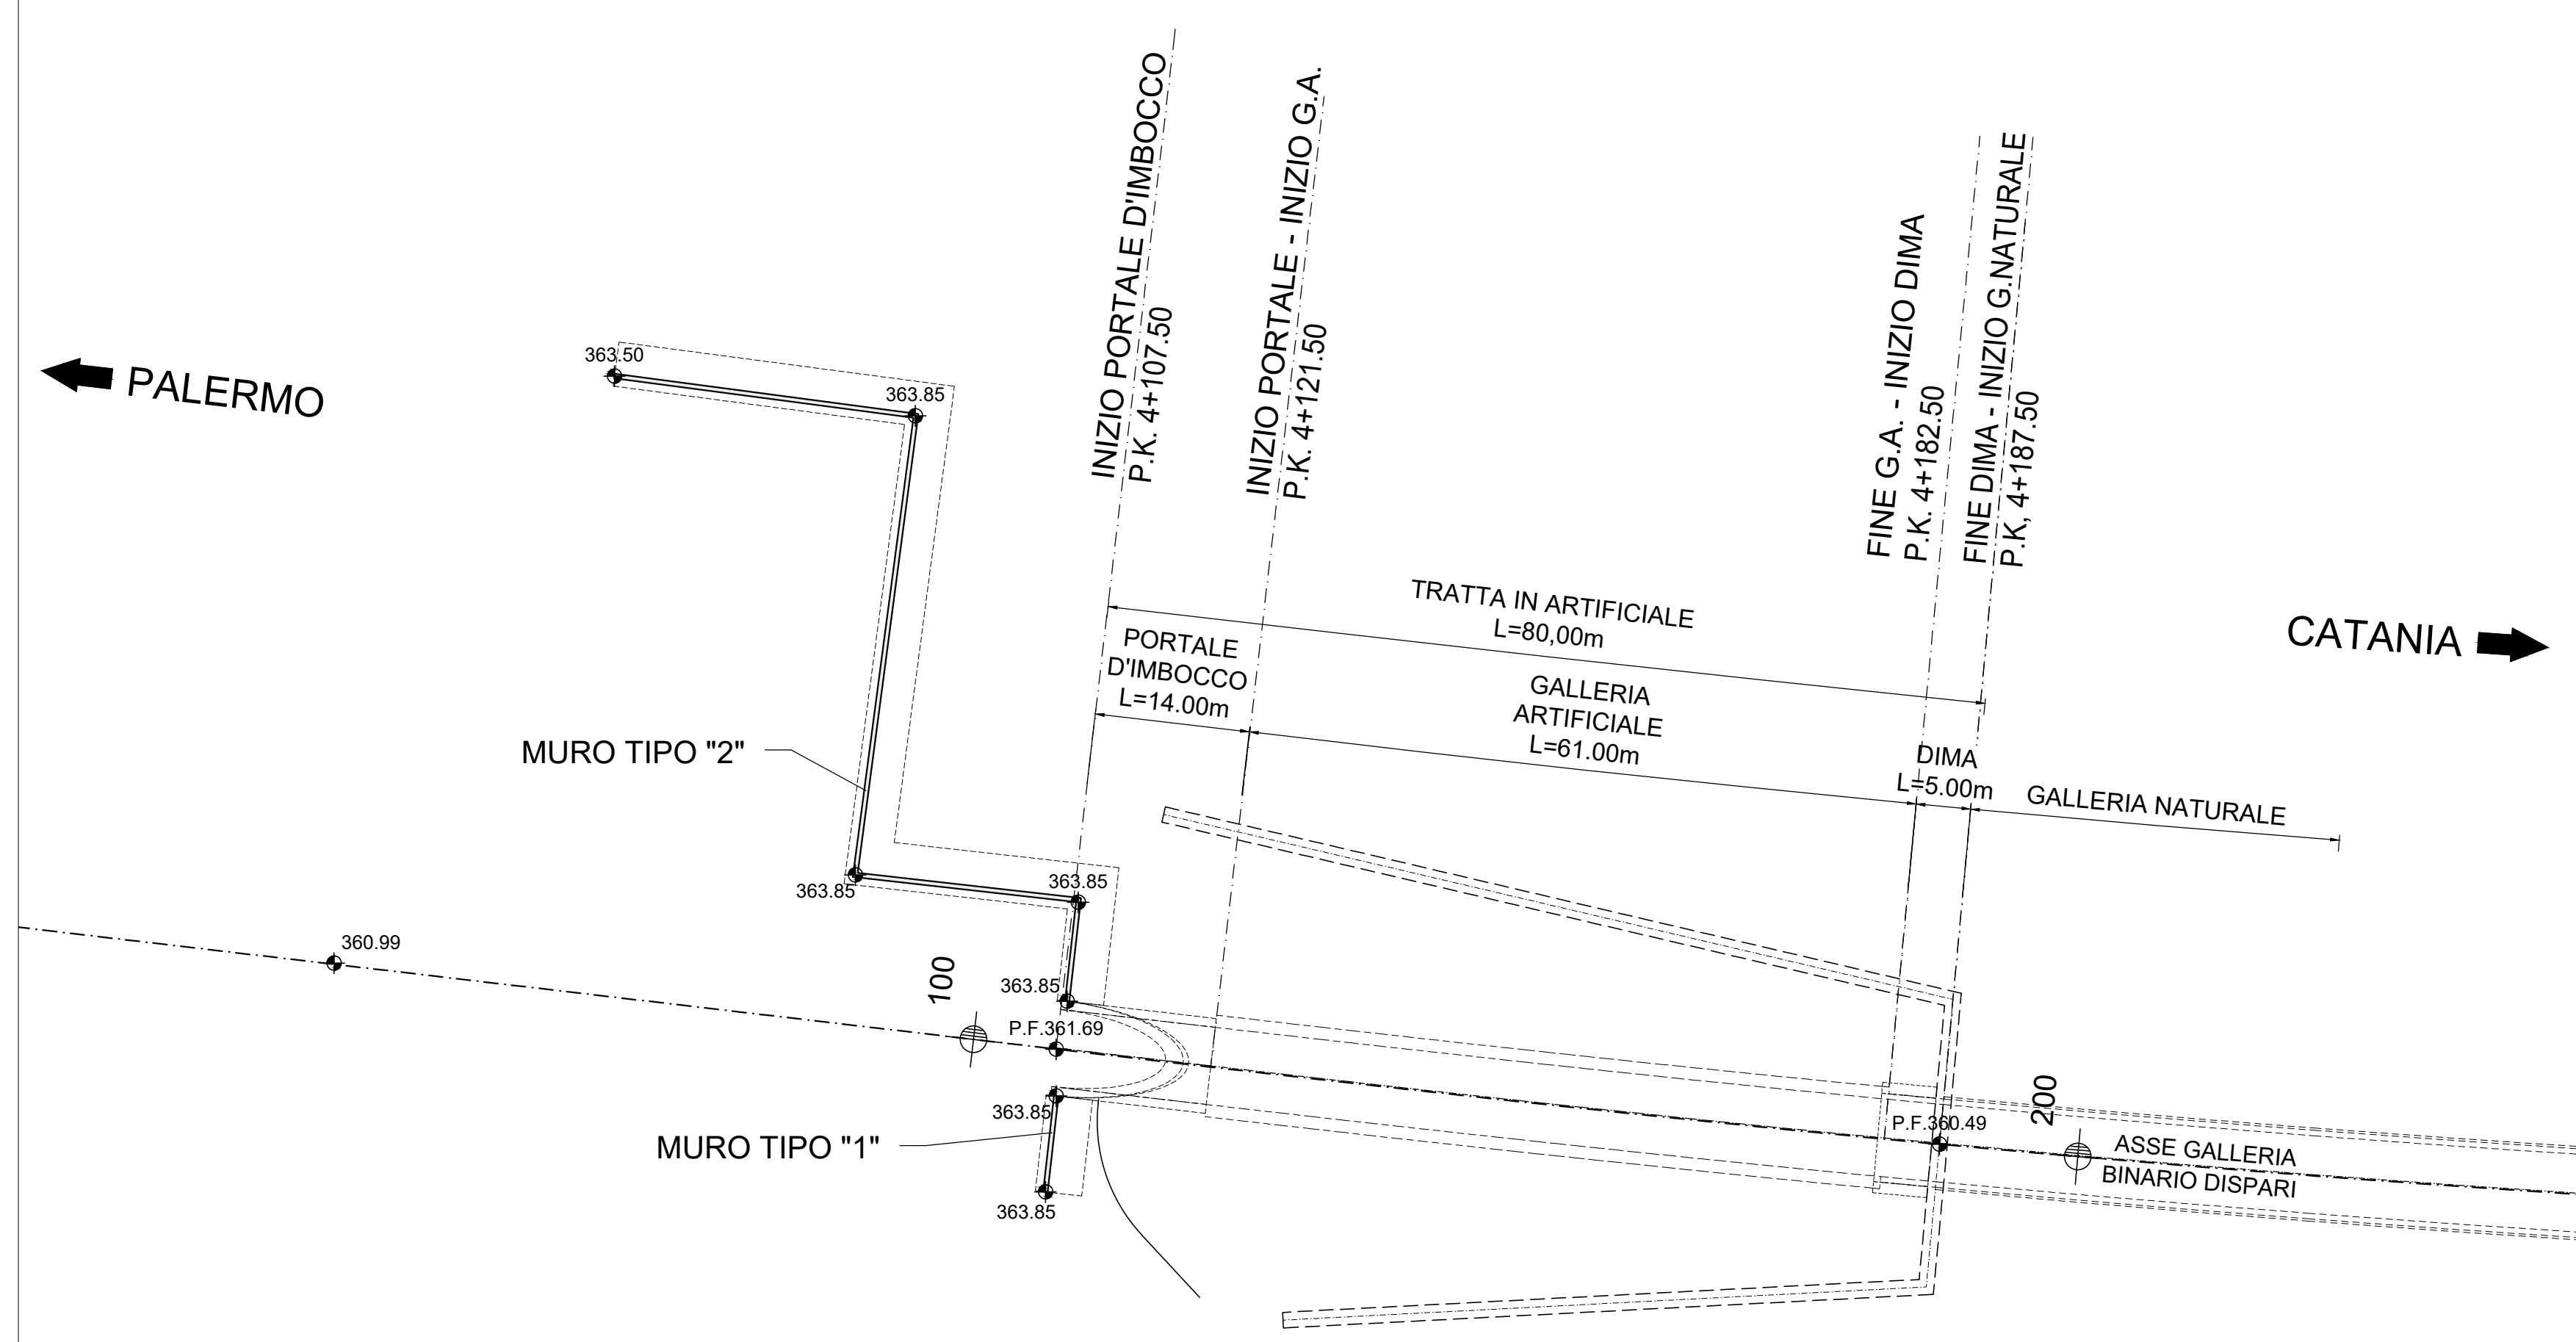 INIZIO PORTALE D'IMBOCCO
P.K. 4+107.50
INIZIO PORTALE - INIZIO G.A.
P.K. 4+121.50
FINE G.A. - INIZIO DIMA
P.K. 4+182.50
FINE DIMA - INIZIO G.NATURALE
P.K, 4+187.50
363.50
PALERMO
363.85
TRATTA IN ARTIFICIALE
L=80,00m
CATANIA
PORTALE
D'IMBOCCO
L=14.00m
GALLERIA
ARTIFICIALE
L=61.00m
MURO TIPO "2"
DIMA
L=5.00m
GALLERIA NATURALE
363.85
363.85
360.99
100
363.85
P.F.361.69
363.85
MURO TIPO "1"
363.85
200
P.F.360.49
ASSE GALLERIA
BINARIO DISPARI